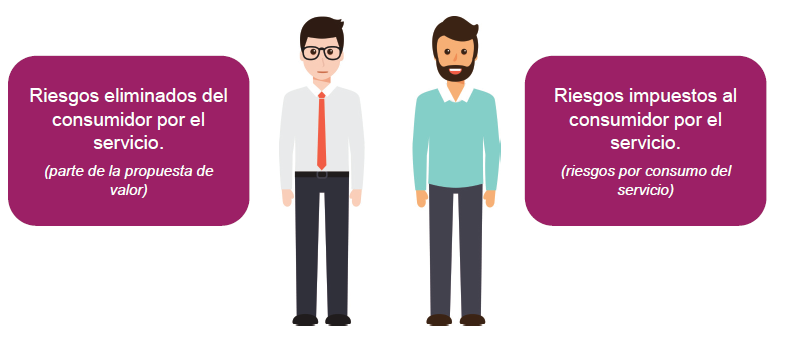 Riesgos eliminados del
consumidor por el
servicio.
(parte de la propuesta de
valor)
Riesgos impuestos al
consumidor por el
servicio.
(riesgos por consumo del
servicio)